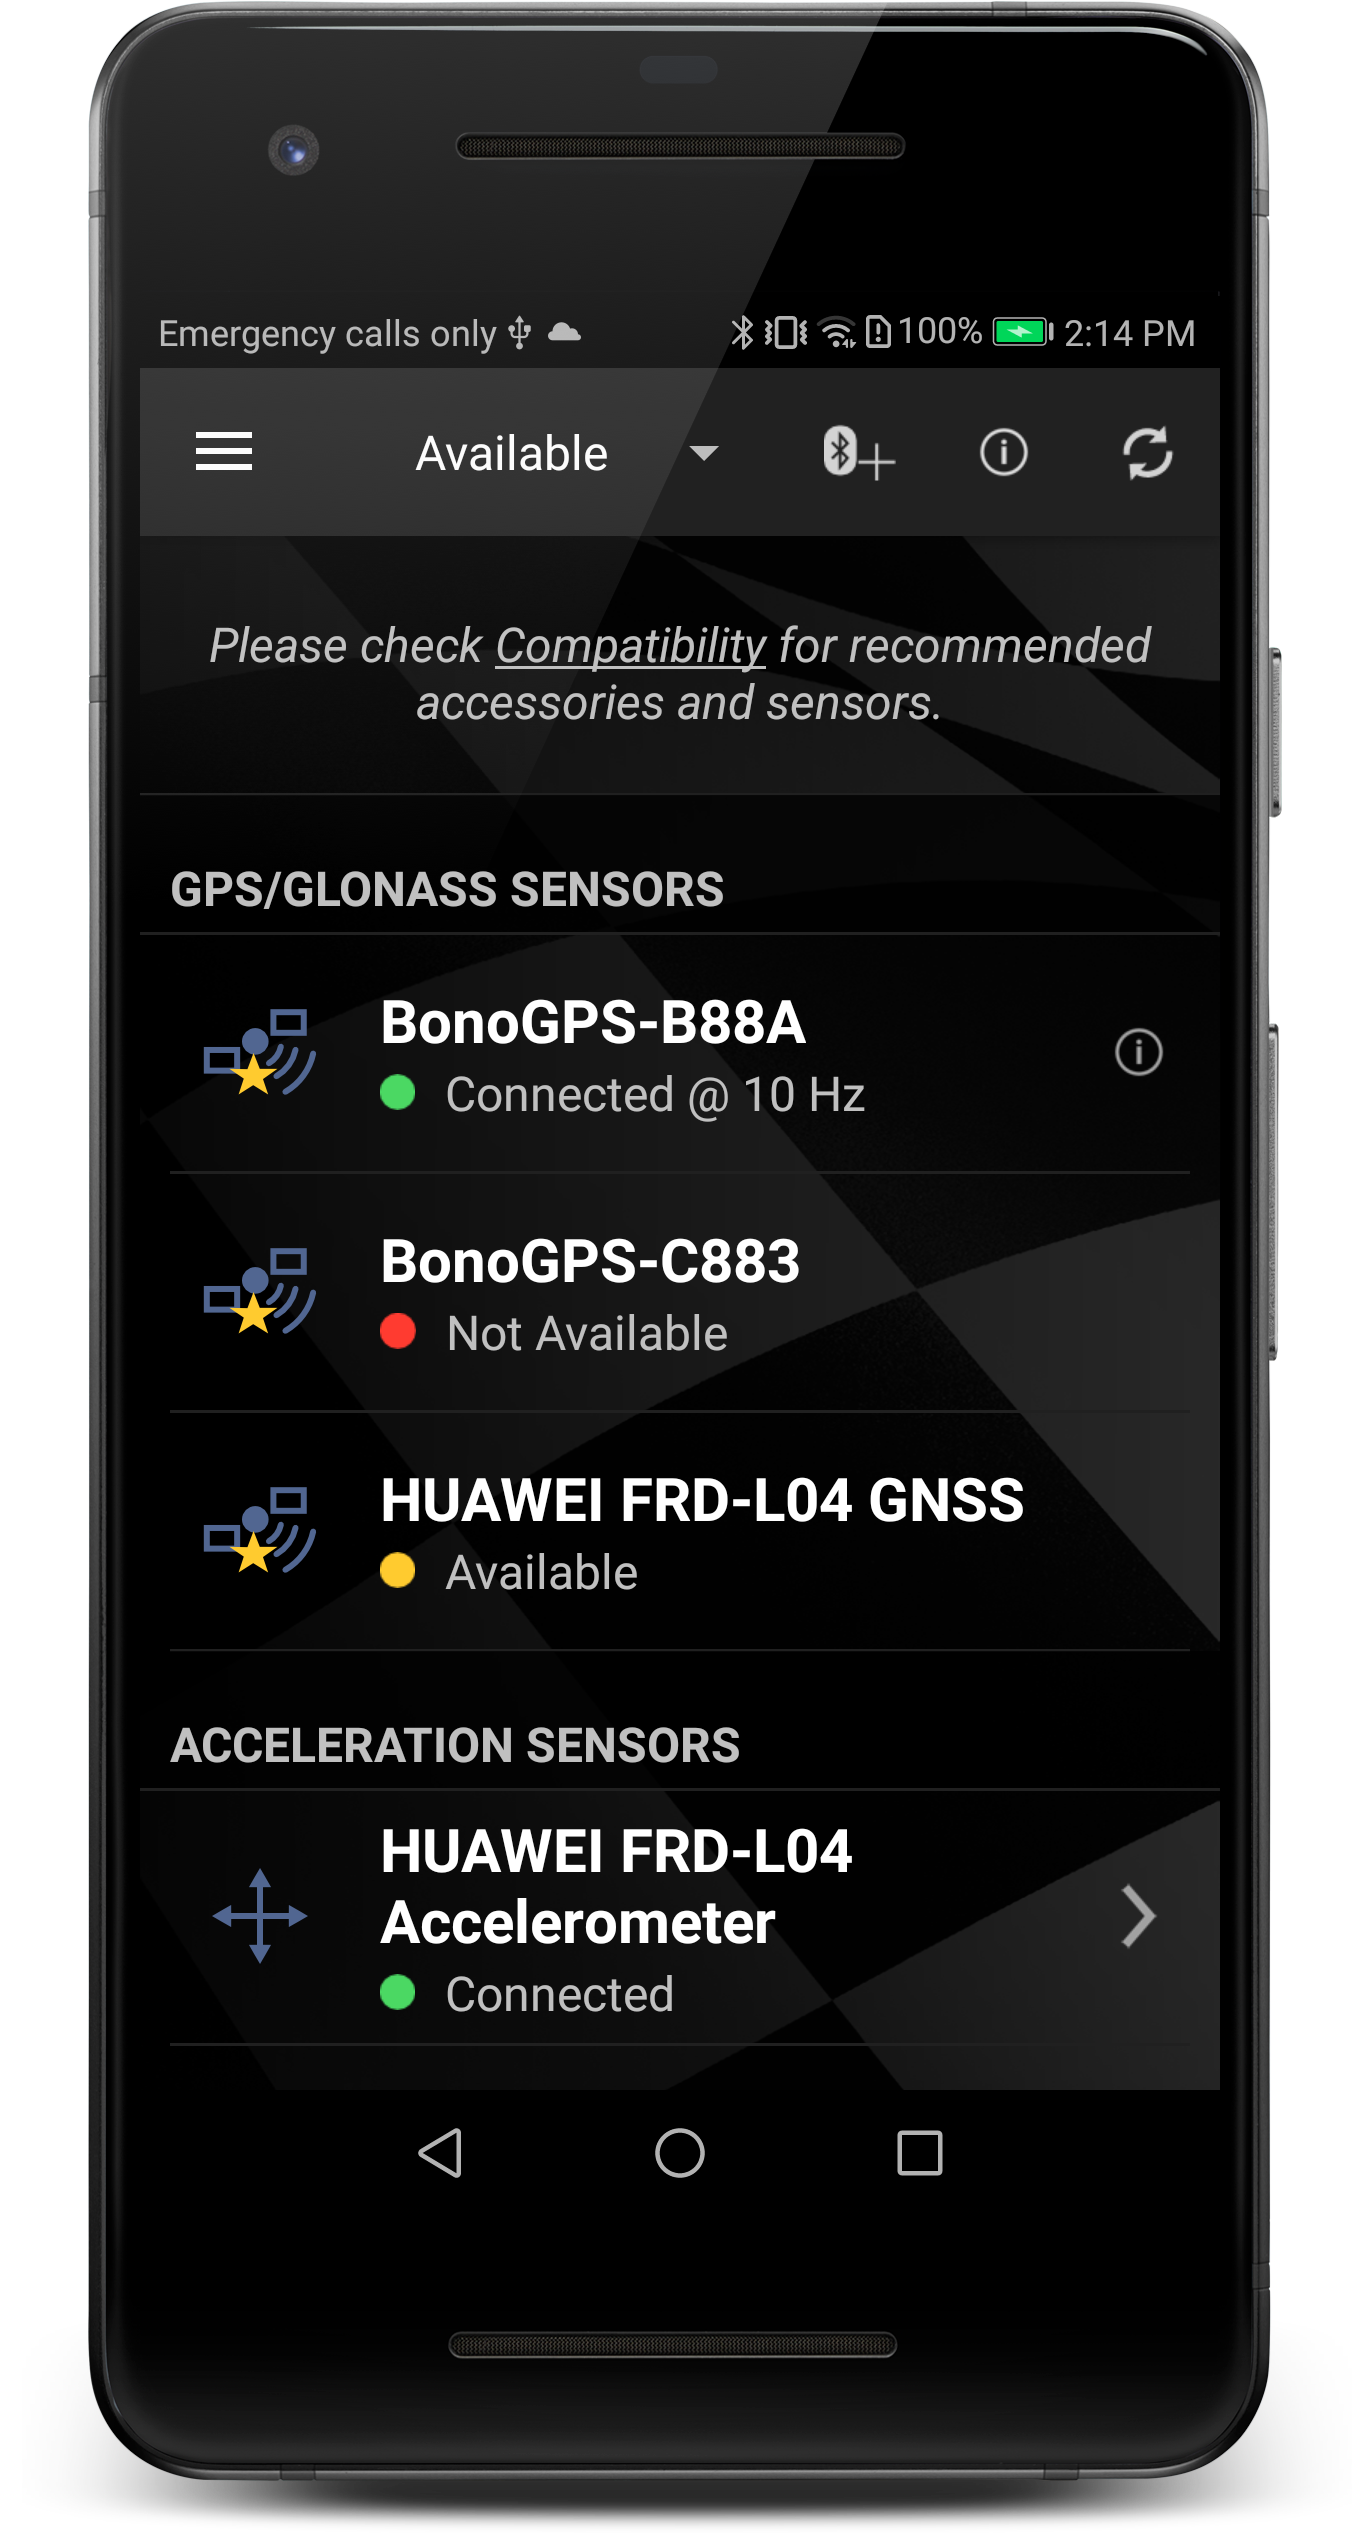 Emergency calls only 100% 2:14 PM
Available
Please check Compatibility for recommended
accessories and sensors.
GPS/GLONASS SENSORS
BonoGPS-B88A
Connected @ 10 Hz
BonoGPS-C883
Not Available
HUAWEI FRD-L04 GNSS
Available
ACCELERATION SENSORS
HUAWEI FRD-L04
Accelerometer
Connected